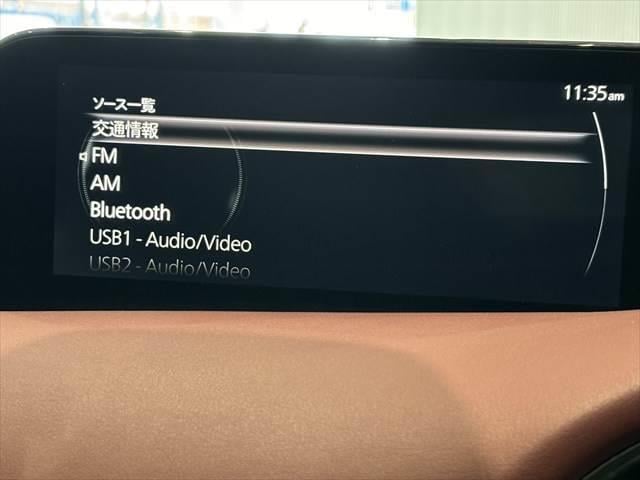 11:35am
ソース一覧
交通情報
FM
AM
Bluetooth
USB1 - Audio/Video
USB2 - Audio/Video